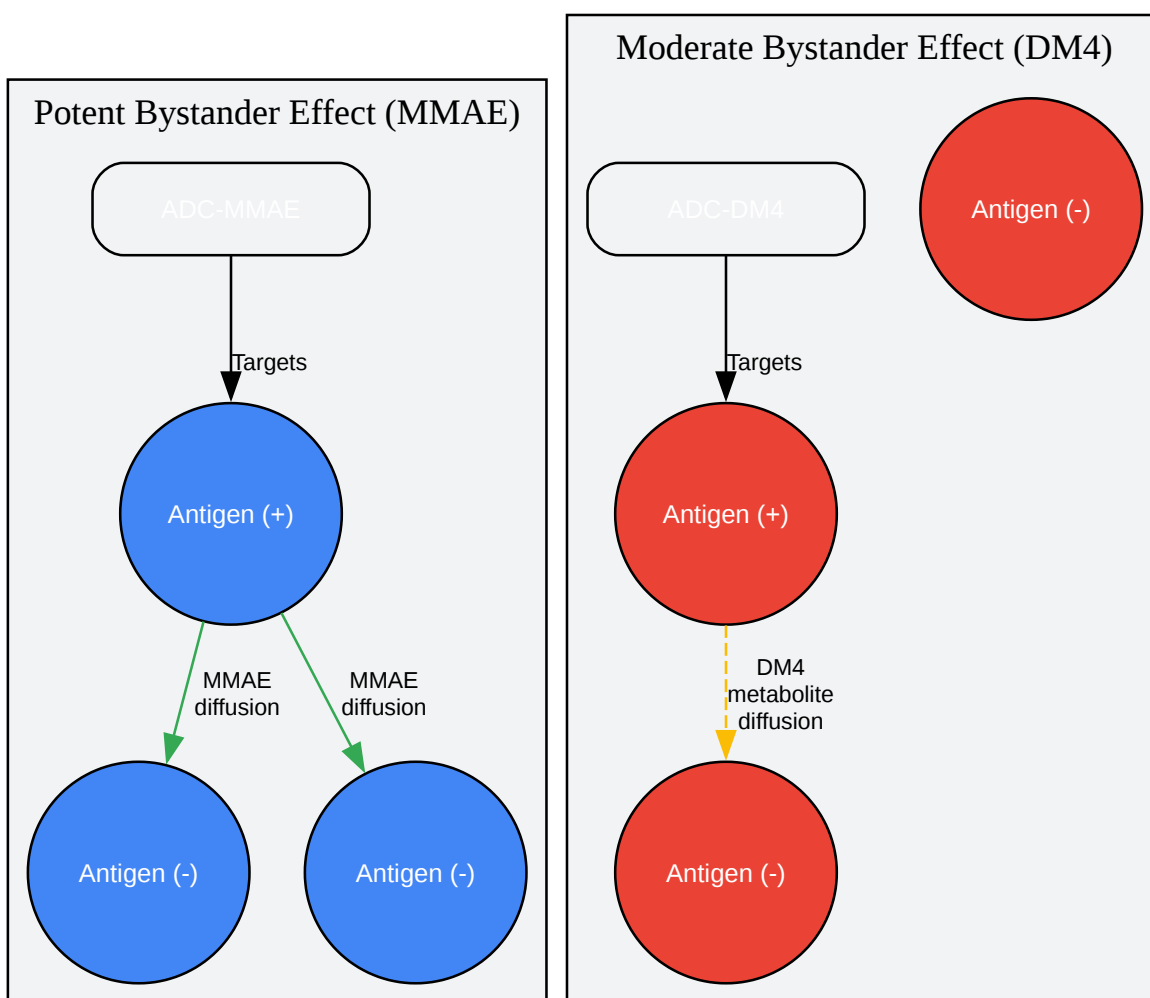 Potent Bystander Effect (MMAE)
ADC-MMAE
Targets
Antigen (+)
MMAE
diffusion
MMAE
diffusion
Antigen (-)
Antigen (-)
Moderate Bystander Effect (DM4)
ADC-DM4
Antigen (-)
Targets
Antigen (+)
DM4
metabolite
diffusion
Antigen (-)